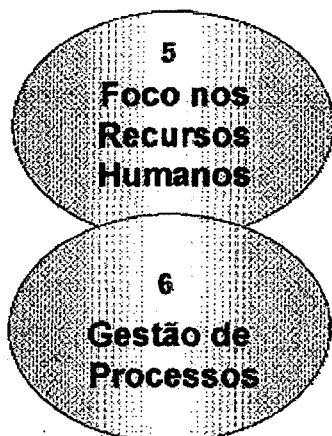 5
Foco nos
Recursos
Humanos
6
Gestão de
Processos